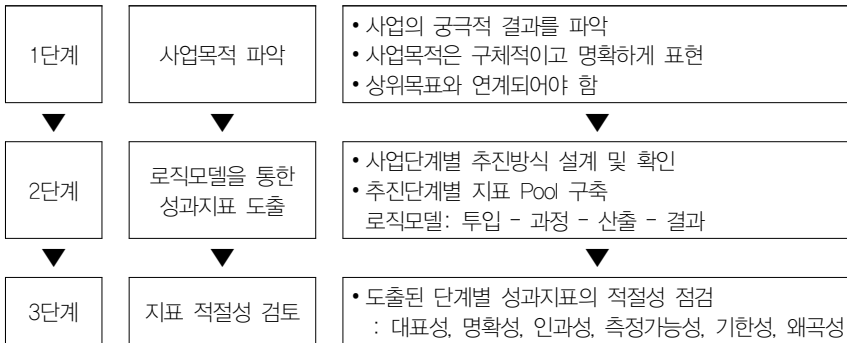 1단계
사업목적 파악
• 사업의 궁극적 결과를 파악
• 사업목적은 구체적이고 명확하게 표현
• 상위목표와 연계되어야 함
2단계
로직모델을 통한
성과지표 도출
• 사업단계별 추진방식 설계 및 확인
• 추진단계별 지표 Pool 구축
로직모델: 투입 - 과정 - 산출 - 결과
3단계
지표 적절성 검토
• 도출된 단계별 성과지표의 적절성 점검
: 대표성, 명확성, 인과성, 측정가능성, 기한성, 왜곡성